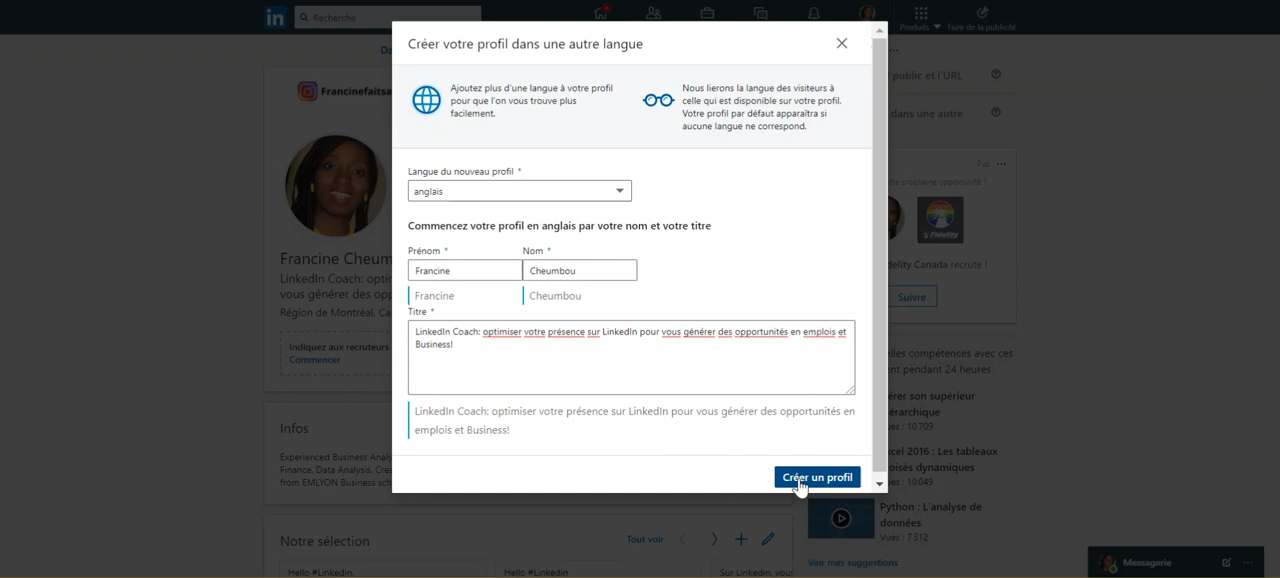 in
Recherche
Produits
Faire de la publicité
Créer votre profil dans une autre langue
Ajoutez plus d'une langue à votre profil
pour que l'on vous trouve plus
facilement.
Nous lierons la langue des visiteurs à
celle qui est disponible sur votre profil.
Votre profil par défaut apparaîtra si
aucune langue ne correspond.
Langue du nouveau profil *
anglais
Commencez votre profil en anglais par votre nom et votre titre
Prénom *
Nom *
Francine
Cheumbou
Francine
Cheumbou
Titre *
LinkedIn Coach: optimiser votre présence sur LinkedIn pour vous générer des opportunités en emplois et
Business!
LinkedIn Coach: optimiser votre présence sur LinkedIn pour vous générer des opportunités en
emplois et Business!
Créer un profil
Francinefaitsa
Francine Cheum
LinkedIn Coach: optir
vous générer des opp
Région de Montréal, Ca
Indiquez aux recruteurs
Commencer
Infos
Experienced Business Analy
Finance, Data Analysis, Crea
from EMLYON Business sch
Notre sélection
Tout voir
Hello #Linkedin,
Hello #Linkedin
Sur Linkedin, vous
public et l'URL
dans une autre
Pub
prochaine opportunité !
Fidelity
delity Canada recrute !
Suivre
elles compétences avec ces
nt pendant 24 heures
érer son supérieur
érarchique
ues : 10 709
xcel 2016 : Les tableaux
oisés dynamiques
es : 10 049
Python : L'analyse de
données
Vues : 7 312
Voir mes suggestions
Messagerie